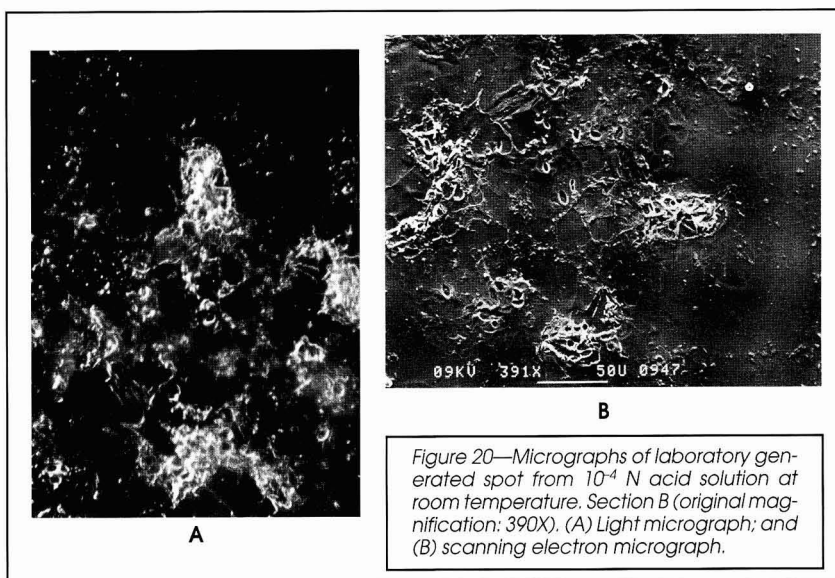 09KV 391X 50U 0947
A
B
Figure 20—Micrographs of laboratory gen-
erated spot from 10⁻⁴ N acid solution at
room temperature. Section B (original mag-
nification: 390X). (A) Light micrograph; and
(B) scanning electron micrograph.